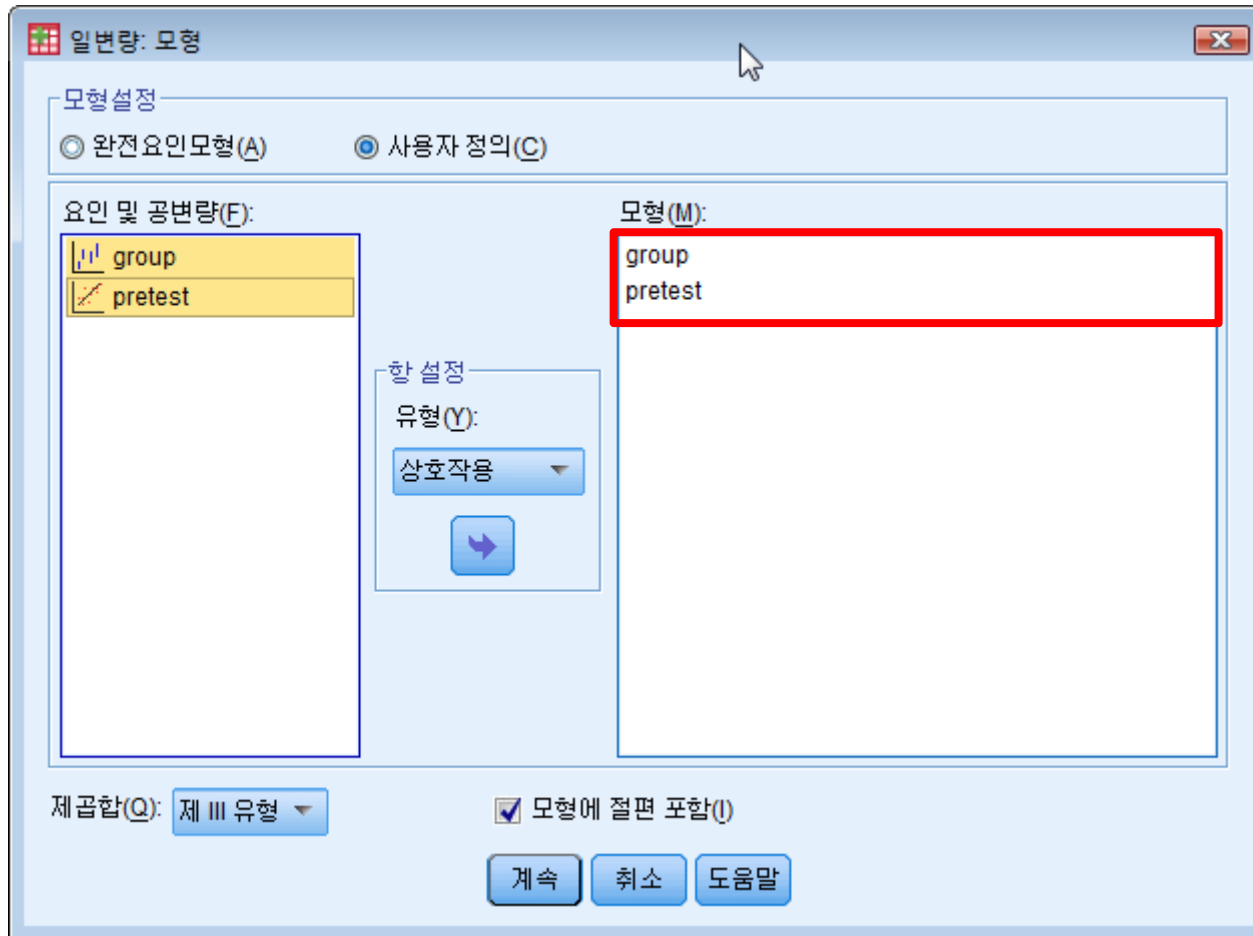 일변량: 모형
모형설정
완전요인모형(A) 사용자 정의(C)
요인 및 공변량(F):
group
pretest
항 설정
유형(Y):
상호작용
모형(M):
group
pretest
제곱합(Q): 제 III 유형 모형에 절편 포함(I)
계속 취소 도움말